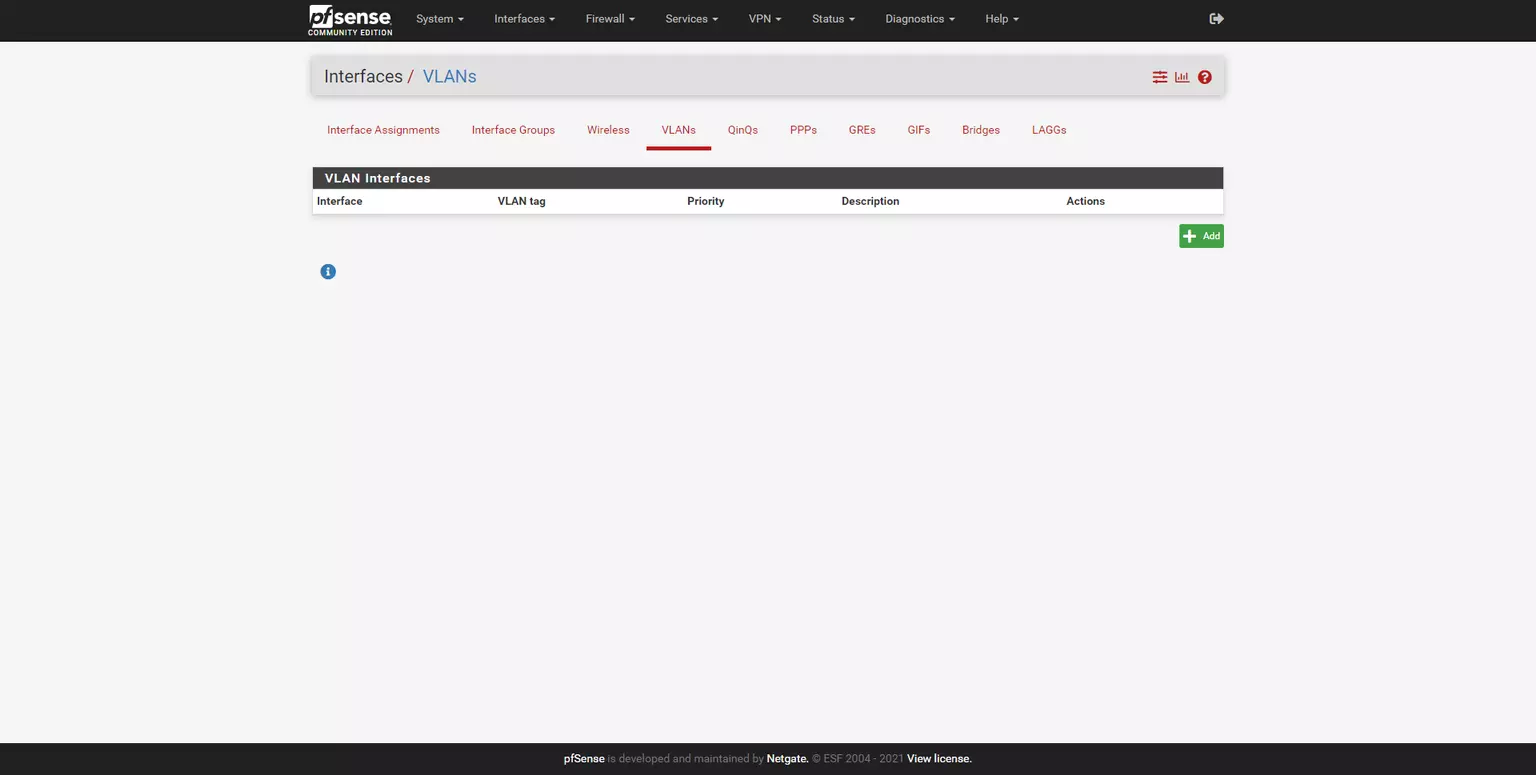 pfsense System Interfaces Firewall Services VPN Status Diagnostics Help
COMMUNITY EDITION
Interfaces / VLANs
Interface Assignments Interface Groups Wireless VLANs QinQs PPPs GREs GIFs Bridges LAGGs
VLAN Interfaces
Interface VLAN tag Priority Description Actions
Add
pfSense is developed and maintained by Netgate. © ESF 2004 - 2021 View license.